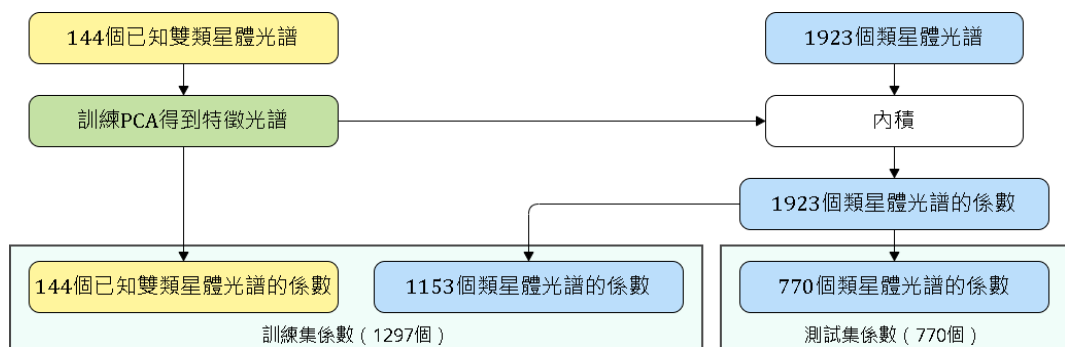 144個已知雙類星體光譜
1923個類星體光譜
訓練PCA得到特徵光譜
內積
1923個類星體光譜的係數
144個已知雙類星體光譜的係數
1153個類星體光譜的係數
770個類星體光譜的係數
訓練集係數（1297個）
測試集係數（770個）